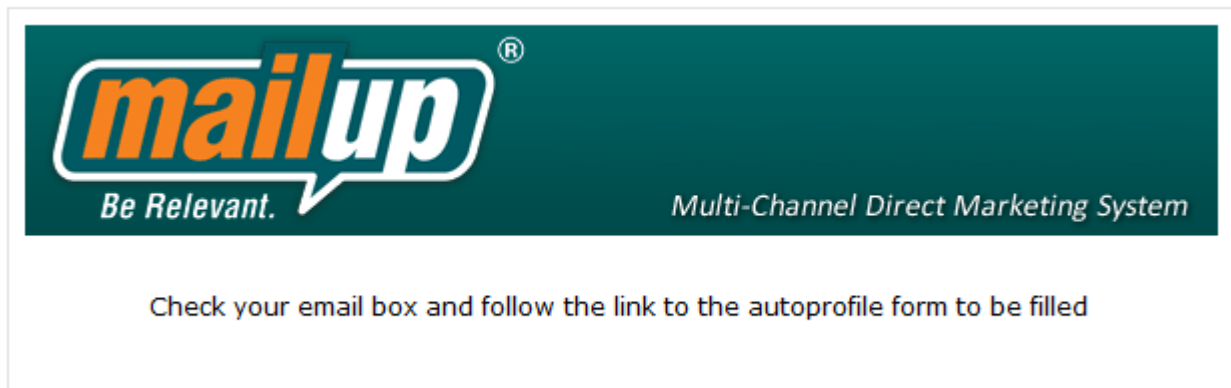 mailup®
Be Relevant.
Multi-Channel Direct Marketing System
Check your email box and follow the link to the autoprofile form to be filled